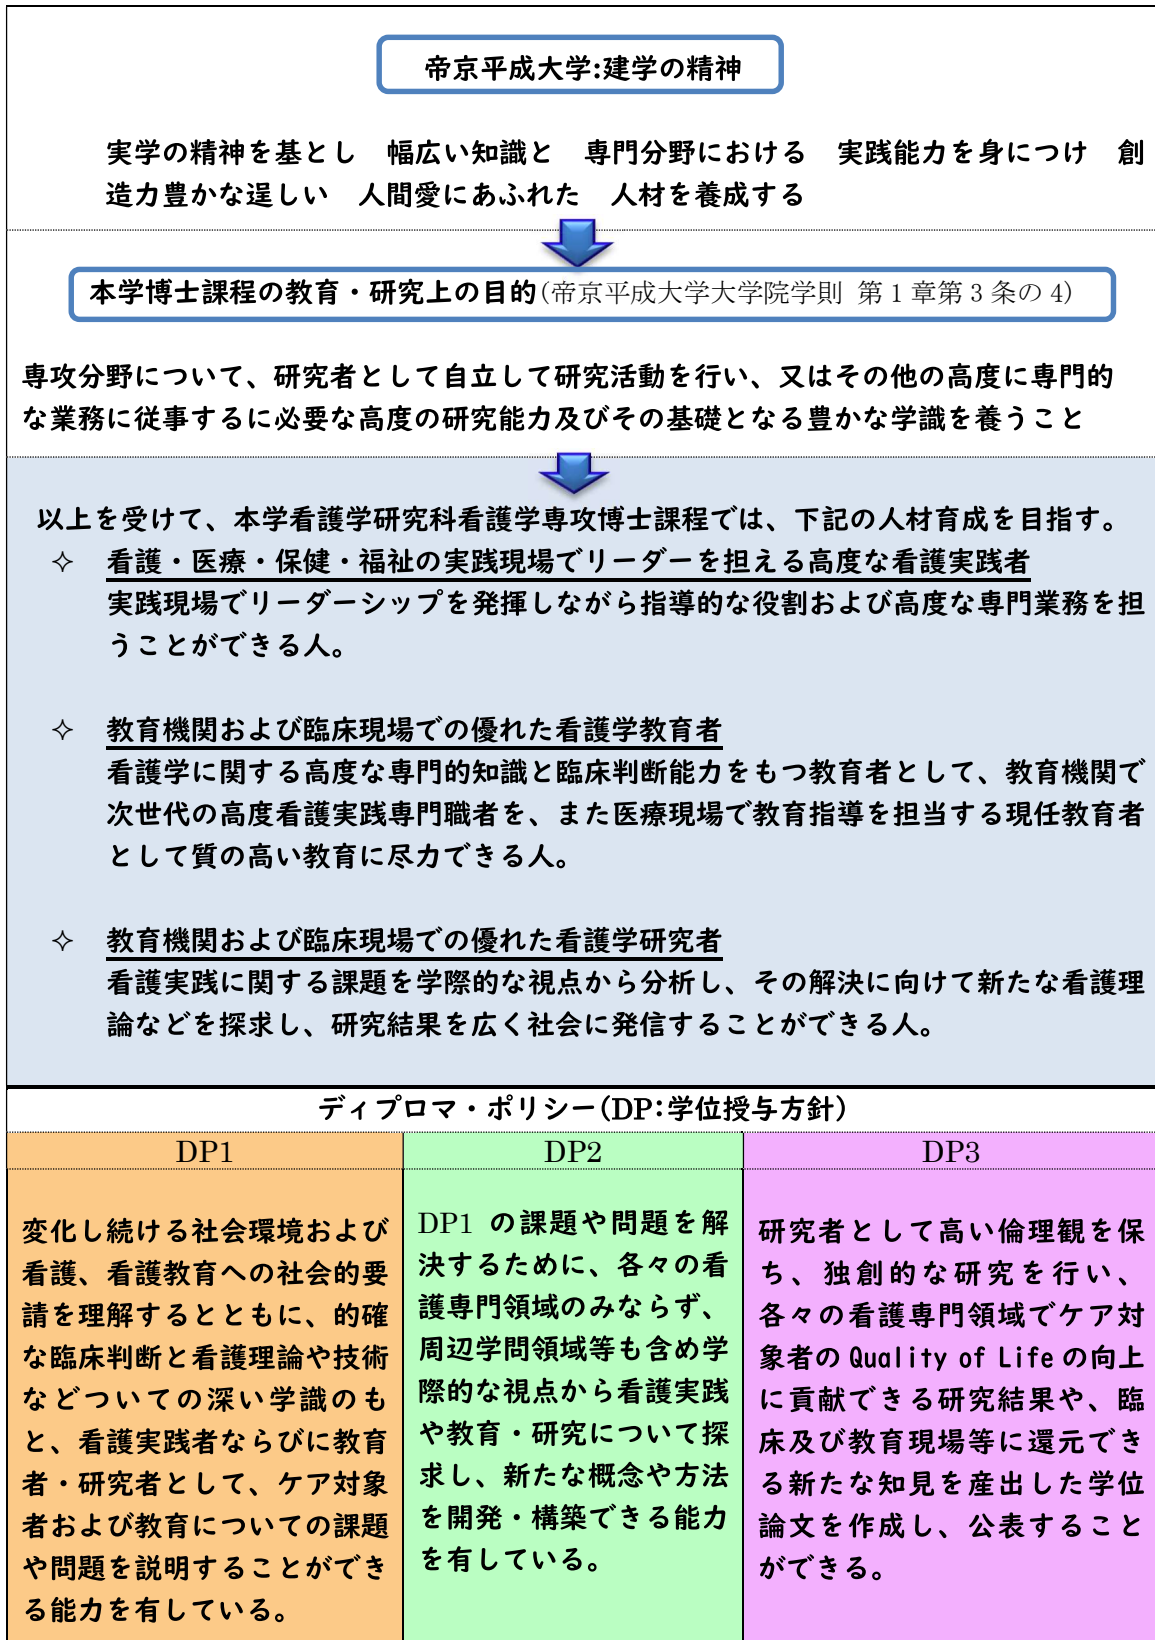 帝京平成大学:建学の精神
実学の精神を基とし　幅広い知識と　専門分野における　実践能力を身につけ　創
造力豊かな逞しい　人間愛にあふれた　人材を養成する
本学博士課程の教育・研究上の目的(帝京平成大学大学院学則 第1章第3条の4)
専攻分野について、研究者として自立して研究活動を行い、又はその他の高度に専門的
な業務に従事するに必要な高度の研究能力及びその基礎となる豊かな学識を養うこと
以上を受けて、本学看護学研究科看護学専攻博士課程では、下記の人材育成を目指す。
✧ 看護・医療・保健・福祉の実践現場でリーダーを担える高度な看護実践者
実践現場でリーダーシップを発揮しながら指導的な役割および高度な専門業務を担
うことができる人。
✧ 教育機関および臨床現場での優れた看護学教育者
看護学に関する高度な専門的知識と臨床判断能力をもつ教育者として、教育機関で
次世代の高度看護実践専門職者を、また医療現場で教育指導を担当する現任教育者
として質の高い教育に尽力できる人。
✧ 教育機関および臨床現場での優れた看護学研究者
看護実践に関する課題を学際的な視点から分析し、その解決に向けて新たな看護理
論などを探求し、研究結果を広く社会に発信することができる人。
ディプロマ・ポリシー(DP:学位授与方針)
DP1
変化し続ける社会環境および
看護、看護教育への社会的要
請を理解するとともに、的確
な臨床判断と看護理論や技術
などついての深い学識のも
と、看護実践者ならびに教育
者・研究者として、ケア対象
者および教育についての課題
や問題を説明することができ
る能力を有している。
DP2
DP1 の課題や問題を解
決するために、各々の看
護専門領域のみならず、
周辺学問領域等も含め学
際的な視点から看護実践
や教育・研究について探
求し、新たな概念や方法
を開発・構築できる能力
を有している。
DP3
研究者として高い倫理観を保
ち、独創的な研究を行い、
各々の看護専門領域でケア対
象者の Quality of Life の向上
に貢献できる研究結果や、臨
床及び教育現場等に還元でき
る新たな知見を産出した学位
論文を作成し、公表すること
ができる。